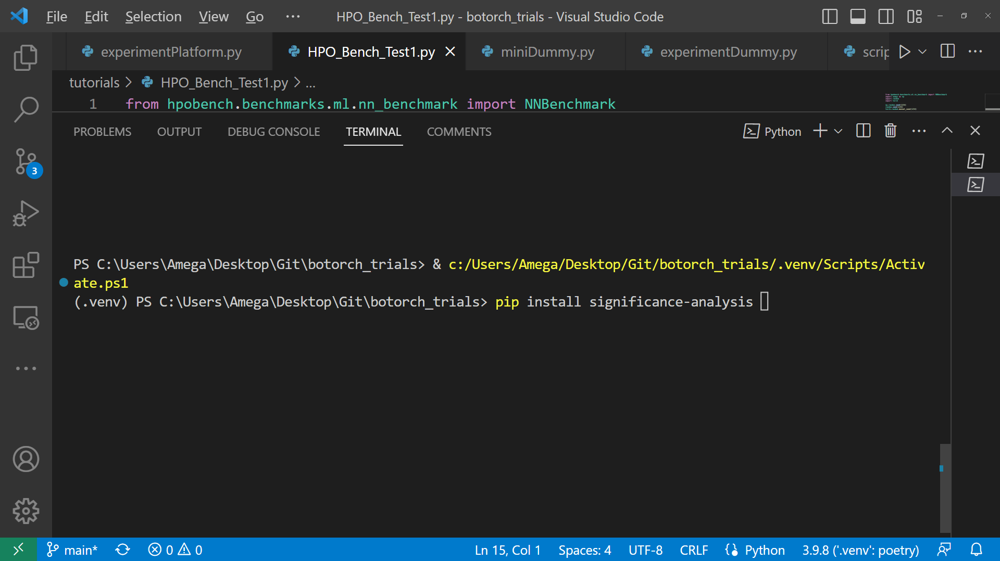 File Edit Selection View Go ··· HPO_Bench_Test1.py - botorch_trials - Visual Studio Code
experimentPlatform.py HPO_Bench_Test1.py miniDummy.py experimentDummy.py scrip
tutorials > HPO_Bench_Test1.py > ...
1 from hpobench.benchmarks.ml.nn_benchmark import NNBenchmark
PROBLEMS OUTPUT DEBUG CONSOLE TERMINAL COMMENTS Python
3
PS C:\Users\Amega\Desktop\Git\botorch_trials> & c:/Users/Amega/Desktop/Git/botorch_trials/.venv/Scripts/Activ
ate.ps1
(.venv) PS C:\Users\Amega\Desktop\Git\botorch_trials> pip install significance-analysis
main* 0 0 Ln 15, Col 1 Spaces: 4 UTF-8 CRLF Python 3.9.8 ('.venv': poetry)